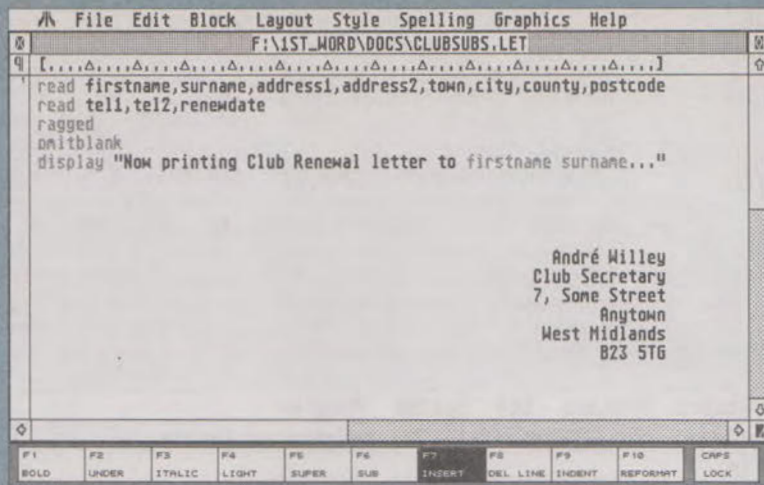 File Edit Block Layout Style Spelling Graphics Help
F:\1ST_WORD\DOCS\CLUBSUBS.LET
read firstname,surname,address1,address2,town,city,county,postcode
read tel1,tel2,renewdate
ragged
omitblank
display "Now printing Club Renewal letter to firstname surname..."
André Willey
Club Secretary
7, Some Street
Anytown
West Midlands
B23 5TG
F1 F2 F3 F4 F5 F6 F7 F8 F9 F10 CAPS
BOLD UNDER ITALIC LIGHT SUPER SUB INSERT DEL LINE INDENT REFORMAT LOCK